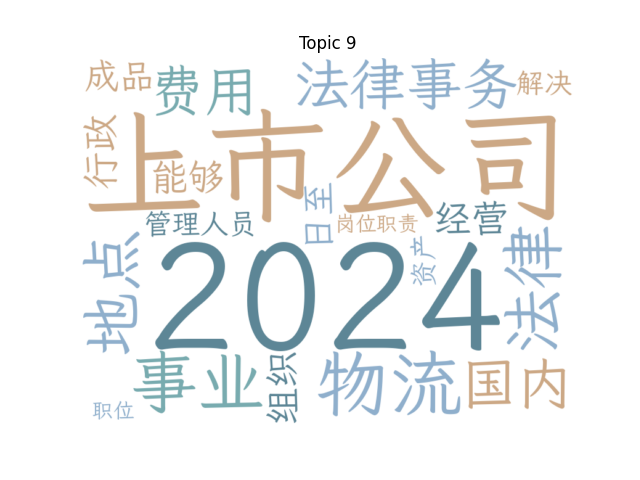 Topic 9
成品
费用
法律事务
解决
行政
上市公司
能够
日至
管理人员
岗位职责
经营
地点
2024
资产
法律
事业
组织
物流
国内
职位